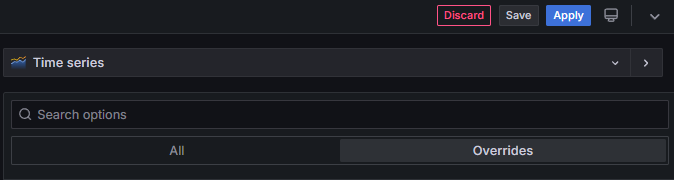 Discard Save Apply
Time series
Search options
All Overrides